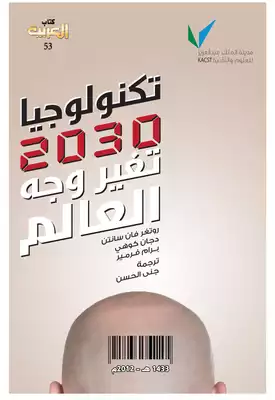 كتاب
العربية
53
مدينة الملك عبدالعزيز
للعلوم والتقنية KACST
تكنولوجيا
2030
تغير وجه
العالم
روتغر فان سانتن
دجان كوهي
برام فرمير
ترجمة
جنى الحسن
1433 هـ - 2012م